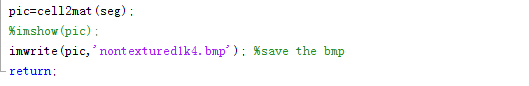 pic=cell2mat(seg);
%imshow(pic);
imwrite(pic,'nontextured1k4.bmp'); %save the bmp
return;